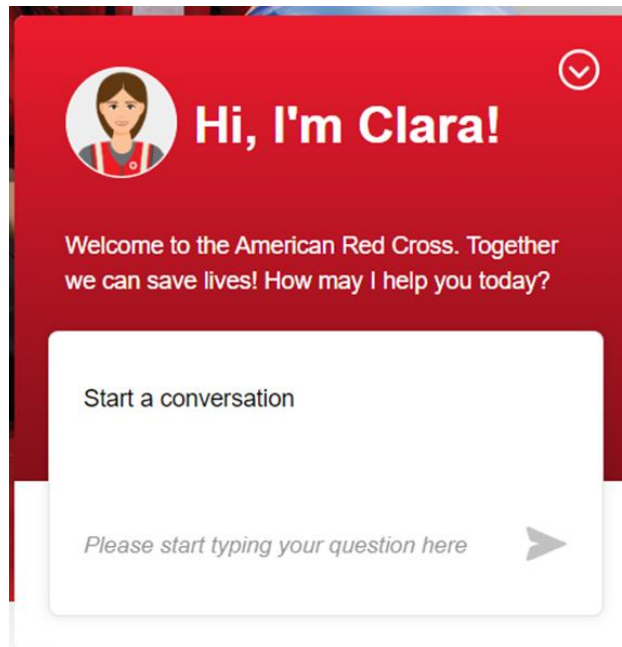 Hi, I'm Clara!
Welcome to the American Red Cross. Together
we can save lives! How may I help you today?
Start a conversation
Please start typing your question here